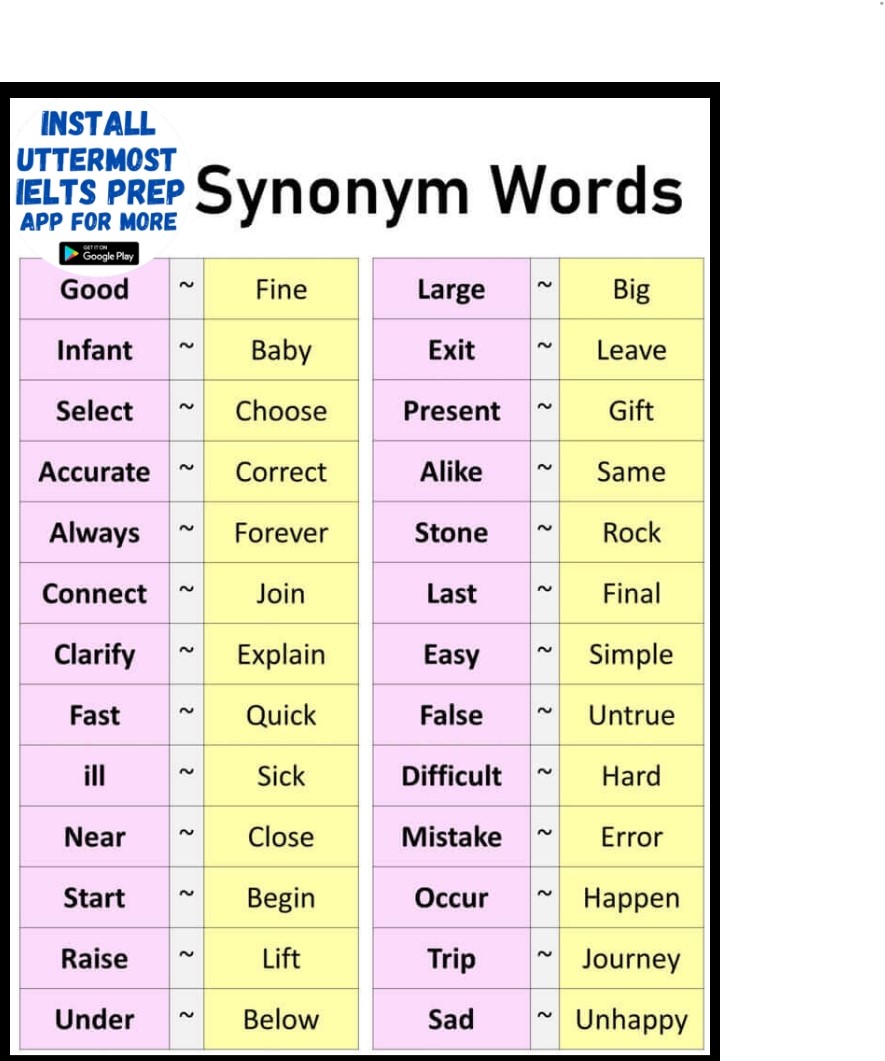 INSTALL
UTTERMOST
IELTS PREP
APP FOR MORE
GET IT ON
Google Play
Synonym Words
Good ~ Fine
Infant ~ Baby
Select ~ Choose
Accurate ~ Correct
Always ~ Forever
Connect ~ Join
Clarify ~ Explain
Fast ~ Quick
ill ~ Sick
Near ~ Close
Start ~ Begin
Raise ~ Lift
Under ~ Below
Large ~ Big
Exit ~ Leave
Present ~ Gift
Alike ~ Same
Stone ~ Rock
Last ~ Final
Easy ~ Simple
False ~ Untrue
Difficult ~ Hard
Mistake ~ Error
Occur ~ Happen
Trip ~ Journey
Sad ~ Unhappy